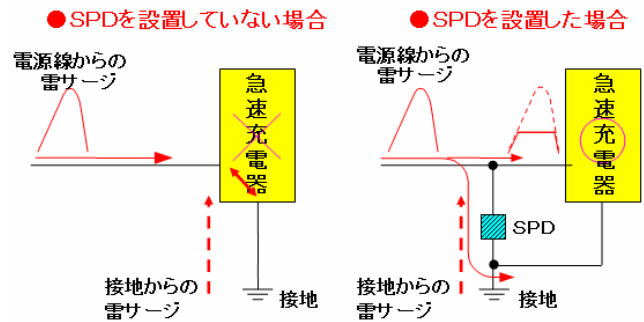 ●SPDを設置していない場合
電源線からの
雷サージ
急速充電器
接地からの
雷サージ
接地
●SPDを設置した場合
電源線からの
雷サージ
急速充電器
SPD
接地からの
雷サージ
接地